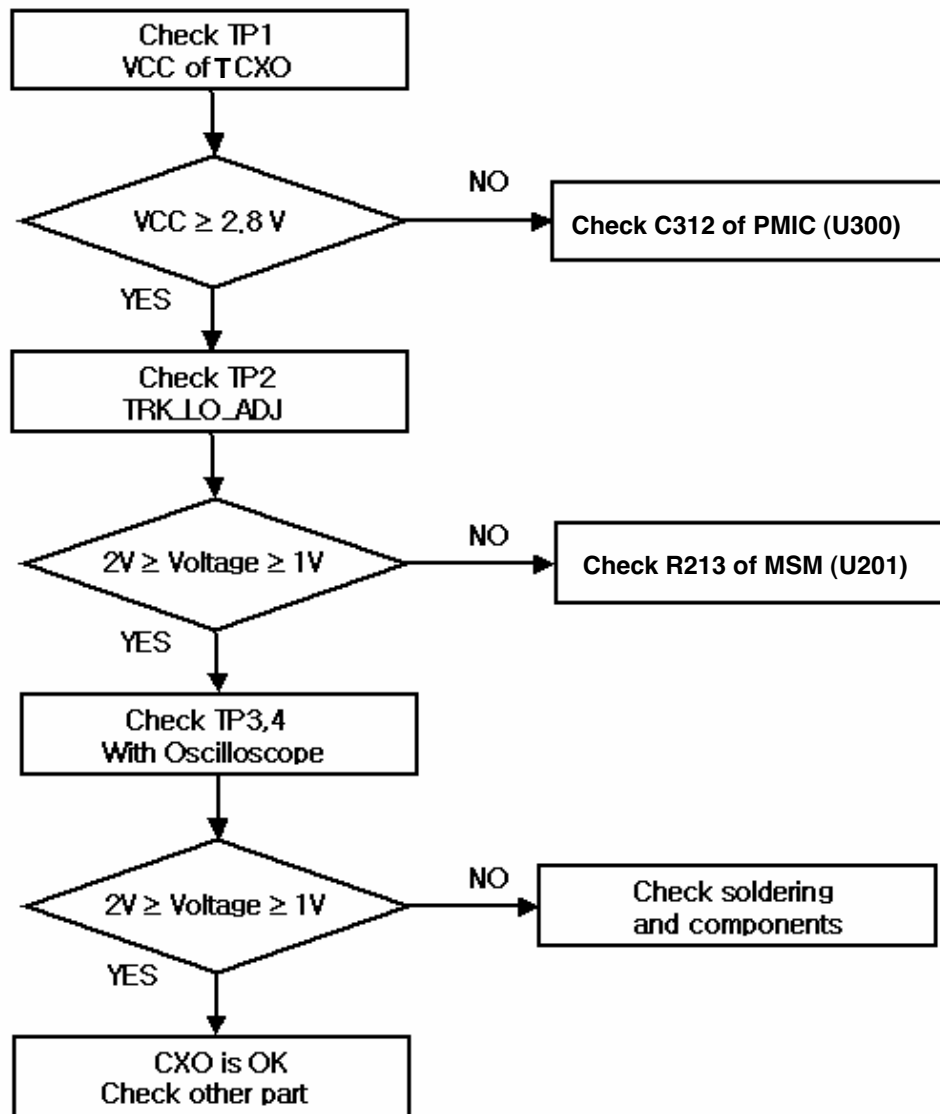 Check TP1
VCC of TCXO
NO
VCC ≥ 2,8 V
Check C312 of PMIC (U300)
YES
Check TP2
TRK_LO_ADJ
NO
2V ≥ Voltage ≥ 1V
Check R213 of MSM (U201)
YES
Check TP3,4
With Oscilloscope
NO
2V ≥ Voltage ≥ 1V
Check soldering
and components
YES
CXO is OK
Check other part